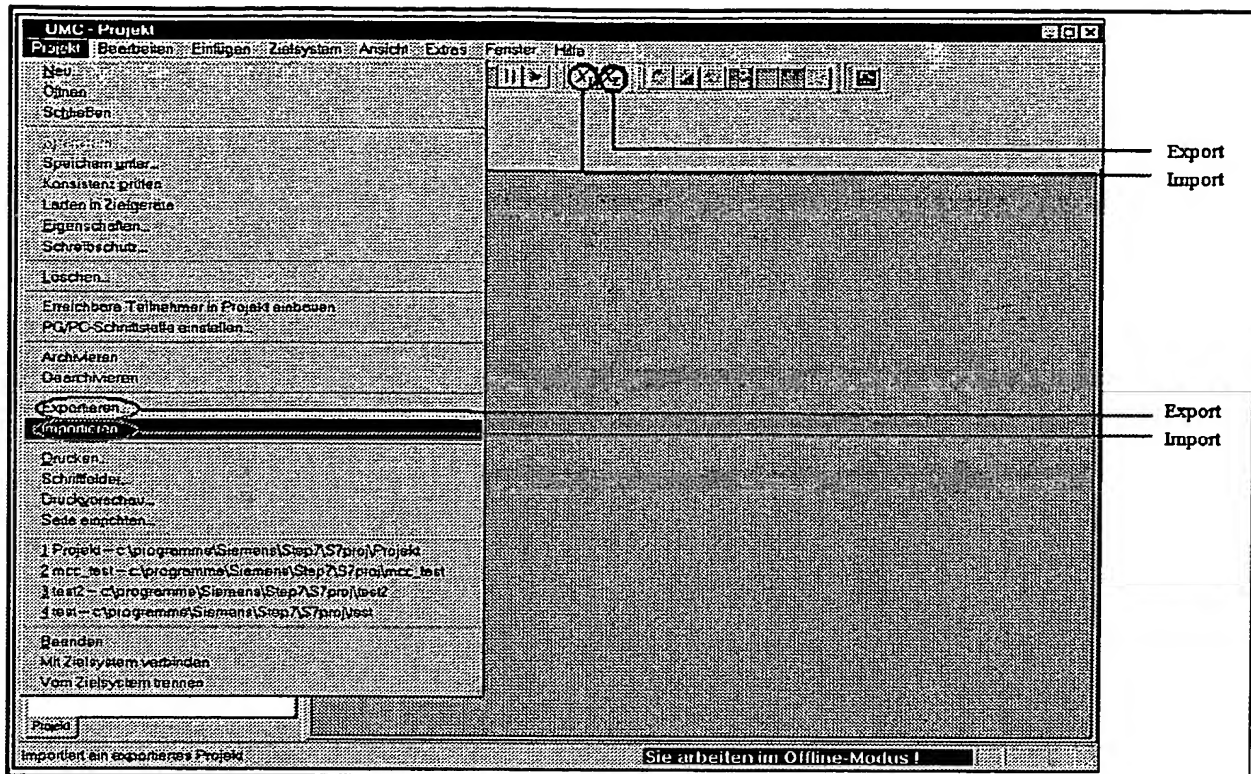 UMC - Projekt
Projekt Bearbeiten Einfügen Zielsystem Ansicht Extras Fenster Hilfe
Neu...
Öffnen
Schließen
Speichern unter...
Konsistenz prüfen
Laden in Zielgeräte
Eigenschaften...
Schreibschutz...
Löschen...
Erreichbare Teilnehmer in Projekt einbauen
PG/PC-Schnittstelle einstellen...
Archivieren
Dearchivieren
Exportieren...
Importieren
Drucken...
Schriftfelder...
Druckvorschau...
Seite einrichten...
1 Projekt – c:\programme\Siemens\Step7\S7proj\Projekt
2 mcc_test – c:\programme\Siemens\Step7\S7proj\mcc_test
3 test2 – c:\programme\Siemens\Step7\S7proj\test2
4 test – c:\programme\Siemens\Step7\S7proj\test
Beenden
Mit Zielsystem verbinden
Vom Zielsystem trennen
Projekt
Importiert ein exportiertes Projekt
Sie arbeiten im Offline-Modus !
Export
Import
Export
Import